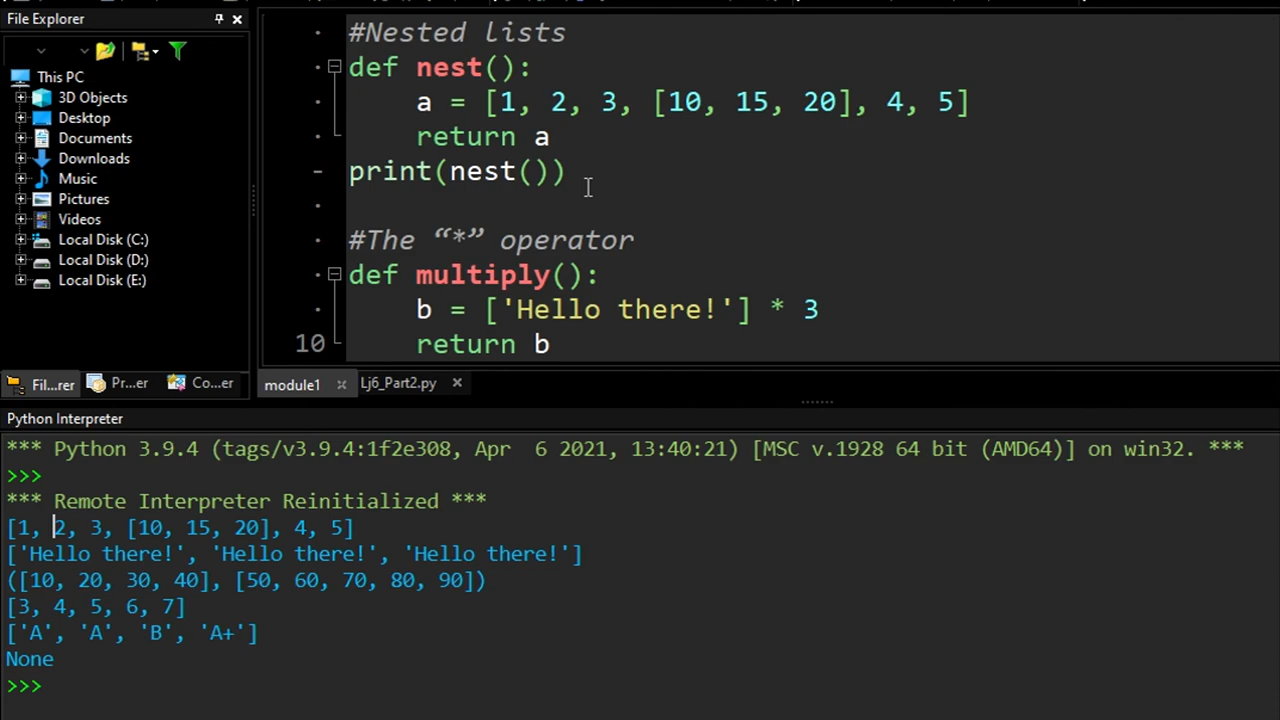 File Explorer
This PC
3D Objects
Desktop
Documents
Downloads
Music
Pictures
Videos
Local Disk (C:)
Local Disk (D:)
Local Disk (E:)
Fil...rer
Pr...er
Co...er
#Nested lists
def nest():
a = [1, 2, 3, [10, 15, 20], 4, 5]
return a
print(nest())
#The “*” operator
def multiply():
b = ['Hello there!'] * 3
10 return b
module1
Lj6_Part2.py
Python Interpreter
*** Python 3.9.4 (tags/v3.9.4:1f2e308, Apr  6 2021, 13:40:21) [MSC v.1928 64 bit (AMD64)] on win32. ***
>>>
*** Remote Interpreter Reinitialized ***
[1, 2, 3, [10, 15, 20], 4, 5]
['Hello there!', 'Hello there!', 'Hello there!']
([10, 20, 30, 40], [50, 60, 70, 80, 90])
[3, 4, 5, 6, 7]
['A', 'A', 'B', 'A+']
None
>>>